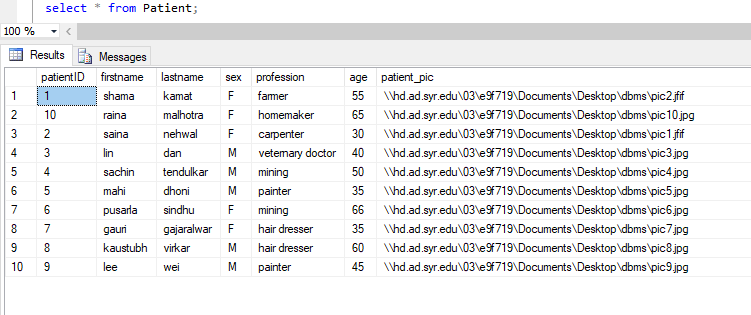 select * from Patient;
100 %
Results Messages
patientID firstname lastname sex profession age patient_pic
1 1 shama kamat F farmer 55 \\hd.ad.syr.edu\03\e9f719\Documents\Desktop\dbms\pic2.jfif
2 10 raina malhotra F homemaker 65 \\hd.ad.syr.edu\03\e9f719\Documents\Desktop\dbms\pic10.jpg
3 2 saina nehwal F carpenter 30 \\hd.ad.syr.edu\03\e9f719\Documents\Desktop\dbms\pic1.jfif
4 3 lin dan M veternary doctor 40 \\hd.ad.syr.edu\03\e9f719\Documents\Desktop\dbms\pic3.jpg
5 4 sachin tendulkar M mining 50 \\hd.ad.syr.edu\03\e9f719\Documents\Desktop\dbms\pic4.jpg
6 5 mahi dhoni M painter 35 \\hd.ad.syr.edu\03\e9f719\Documents\Desktop\dbms\pic5.jpg
7 6 pusarla sindhu F mining 66 \\hd.ad.syr.edu\03\e9f719\Documents\Desktop\dbms\pic6.jpg
8 7 gauri gajaralwar F hair dresser 35 \\hd.ad.syr.edu\03\e9f719\Documents\Desktop\dbms\pic7.jpg
9 8 kaustubh virkar M hair dresser 60 \\hd.ad.syr.edu\03\e9f719\Documents\Desktop\dbms\pic8.jpg
10 9 lee wei M painter 45 \\hd.ad.syr.edu\03\e9f719\Documents\Desktop\dbms\pic9.jpg